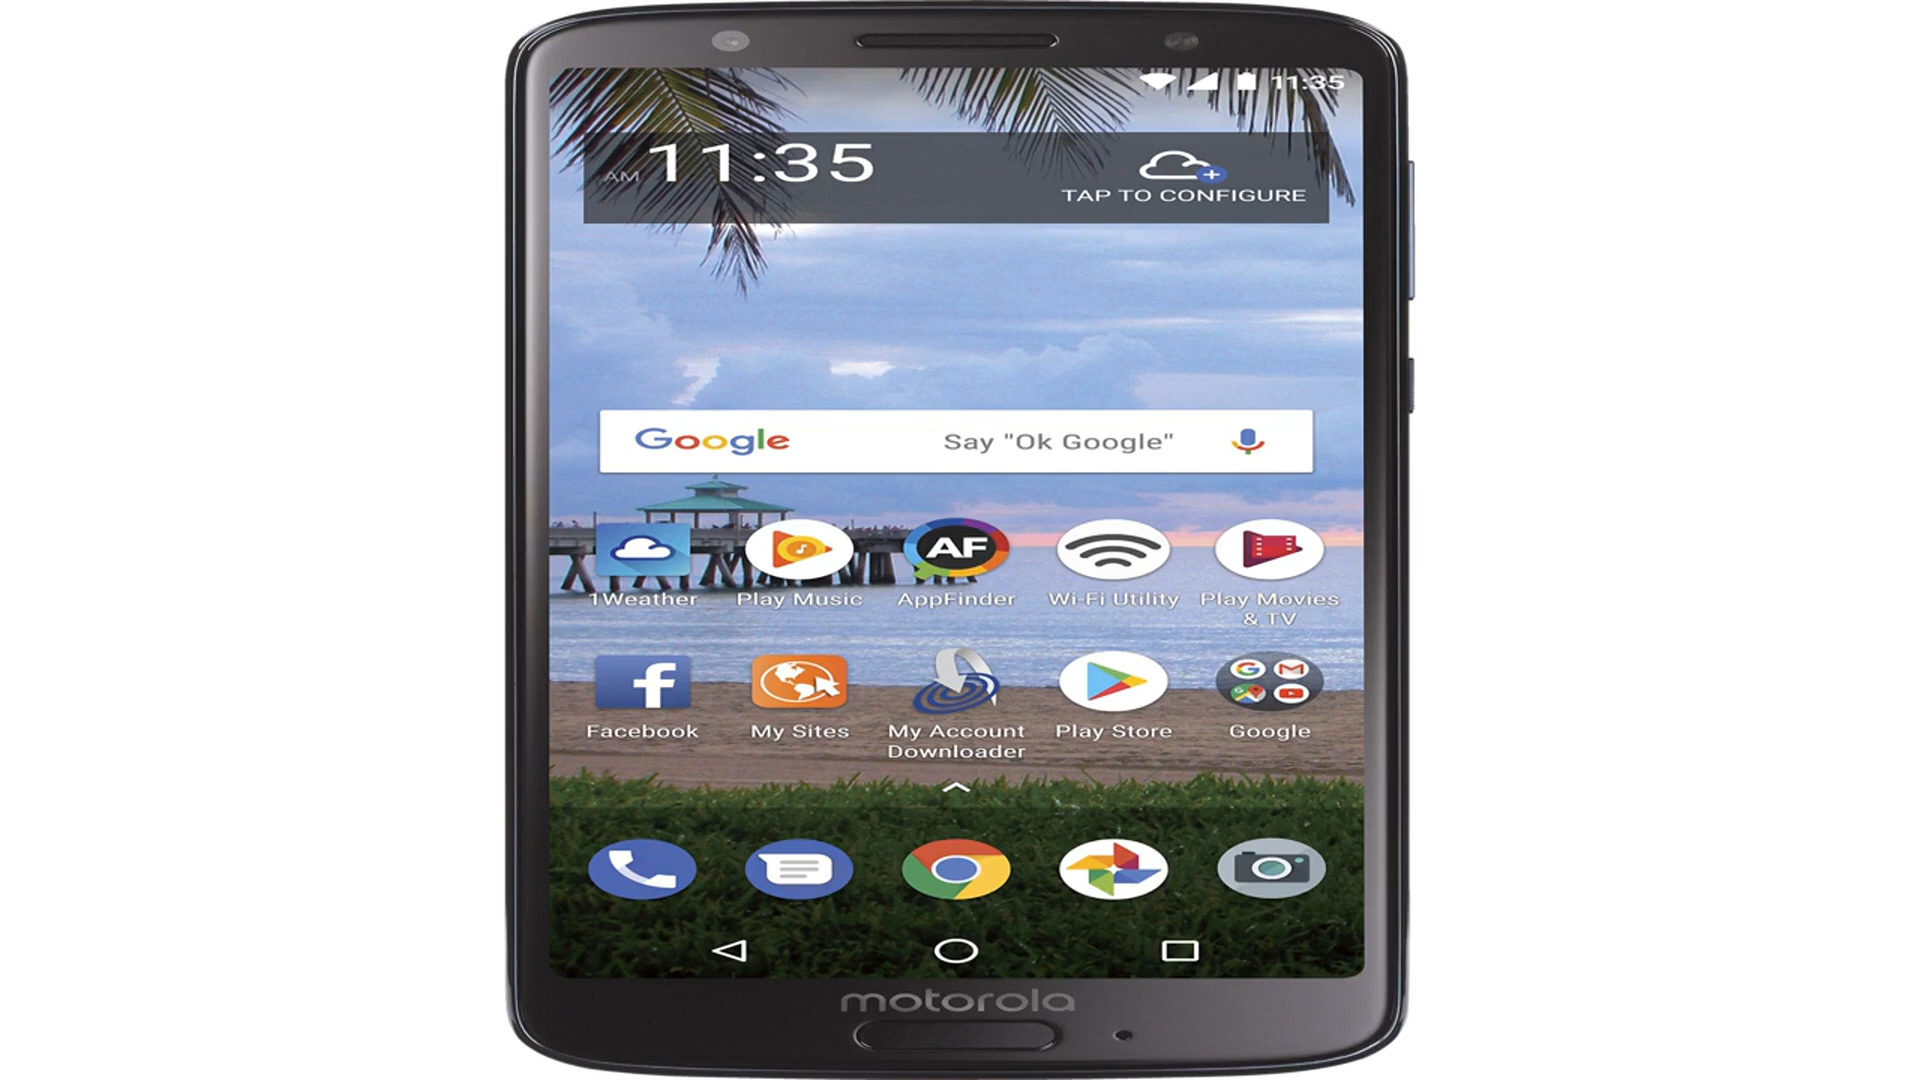 11:35
AM 11:35
TAP TO CONFIGURE
Google Say "Ok Google"
AF
1Weather Play Music AppFinder Wi-Fi Utility Play Movies
& TV
f
G
Facebook My Sites My Account Play Store Google
Downloader
motorola